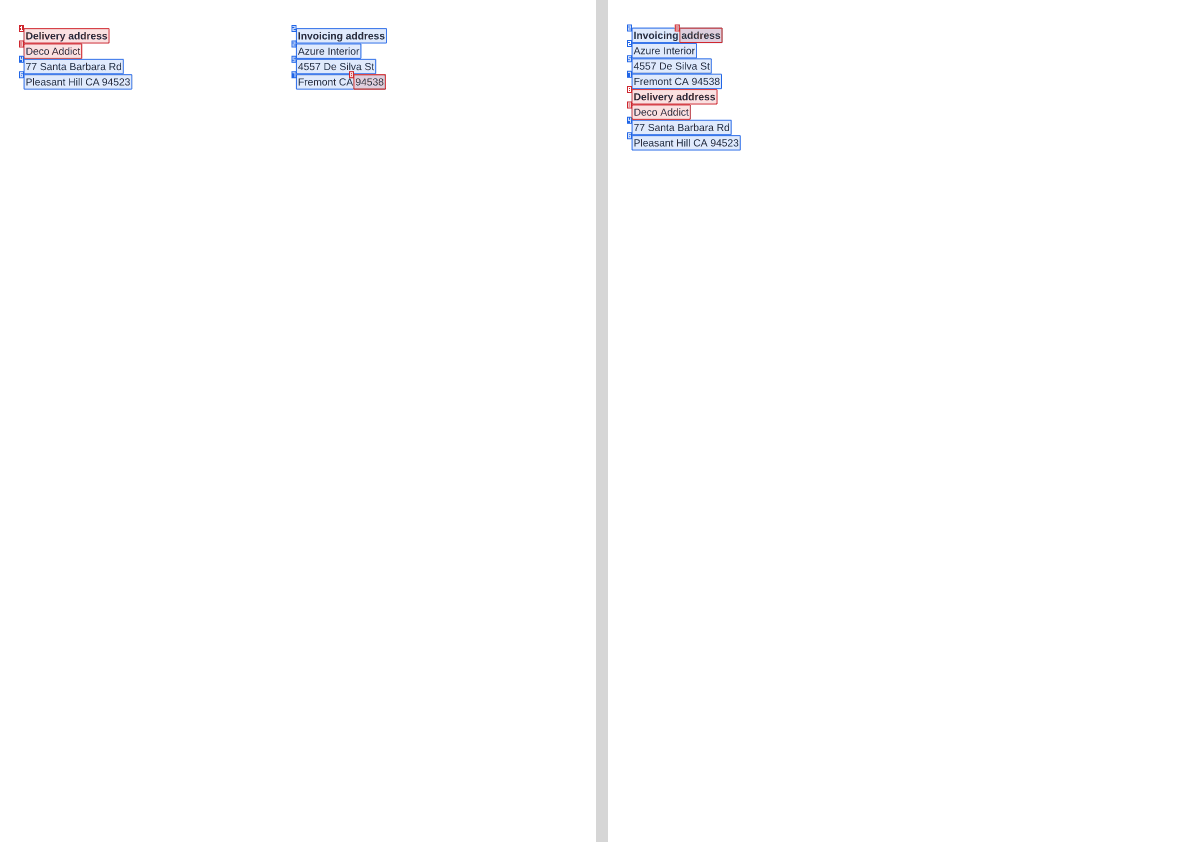 Delivery address
Deco Addict
77 Santa Barbara Rd
Pleasant Hill CA 94523
Invoicing address
Azure Interior
4557 De Silva St
Fremont CA 94538
Invoicing address
Azure Interior
4557 De Silva St
Fremont CA 94538
Delivery address
Deco Addict
77 Santa Barbara Rd
Pleasant Hill CA 94523